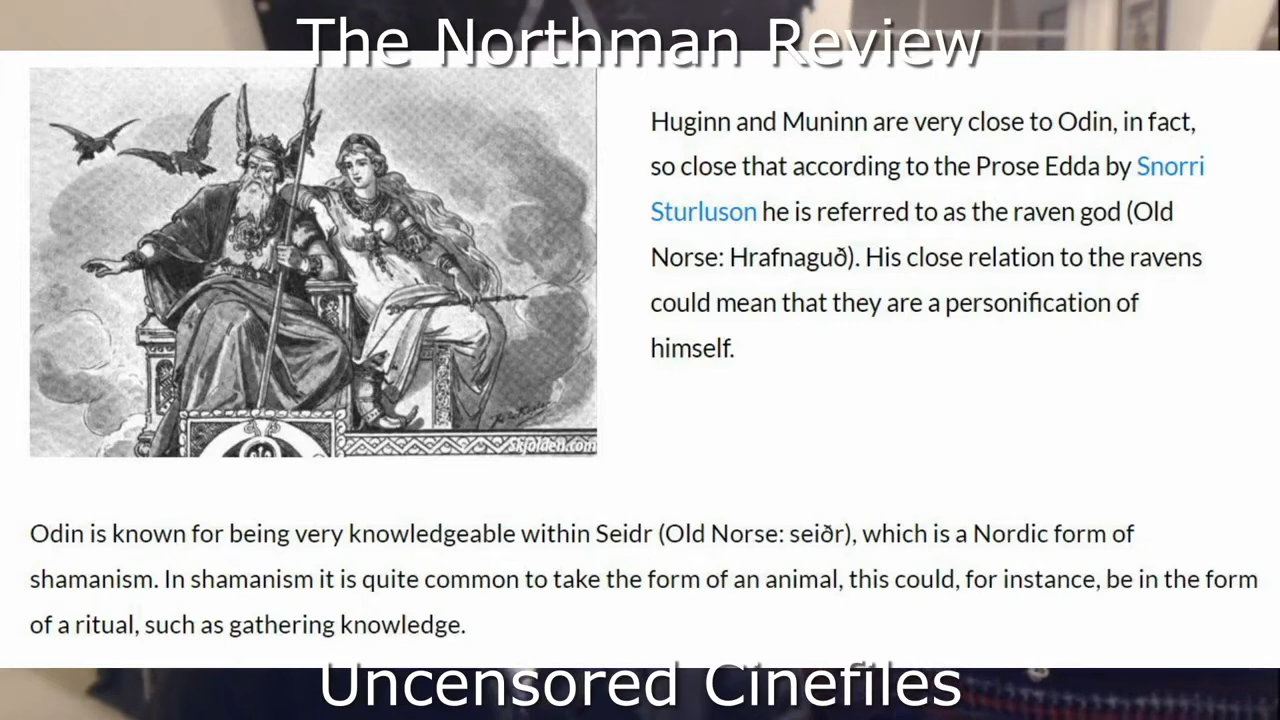 The Northman Review
Huginn and Muninn are very close to Odin, in fact,
so close that according to the Prose Edda by Snorri
Sturluson he is referred to as the raven god (Old
Norse: Hrafnaguð). His close relation to the ravens
could mean that they are a personification of
himself.
skjolden.com
Odin is known for being very knowledgeable within Seidr (Old Norse: seiðr), which is a Nordic form of
shamanism. In shamanism it is quite common to take the form of an animal, this could, for instance, be in the form
of a ritual, such as gathering knowledge.
Uncensored Cinefiles